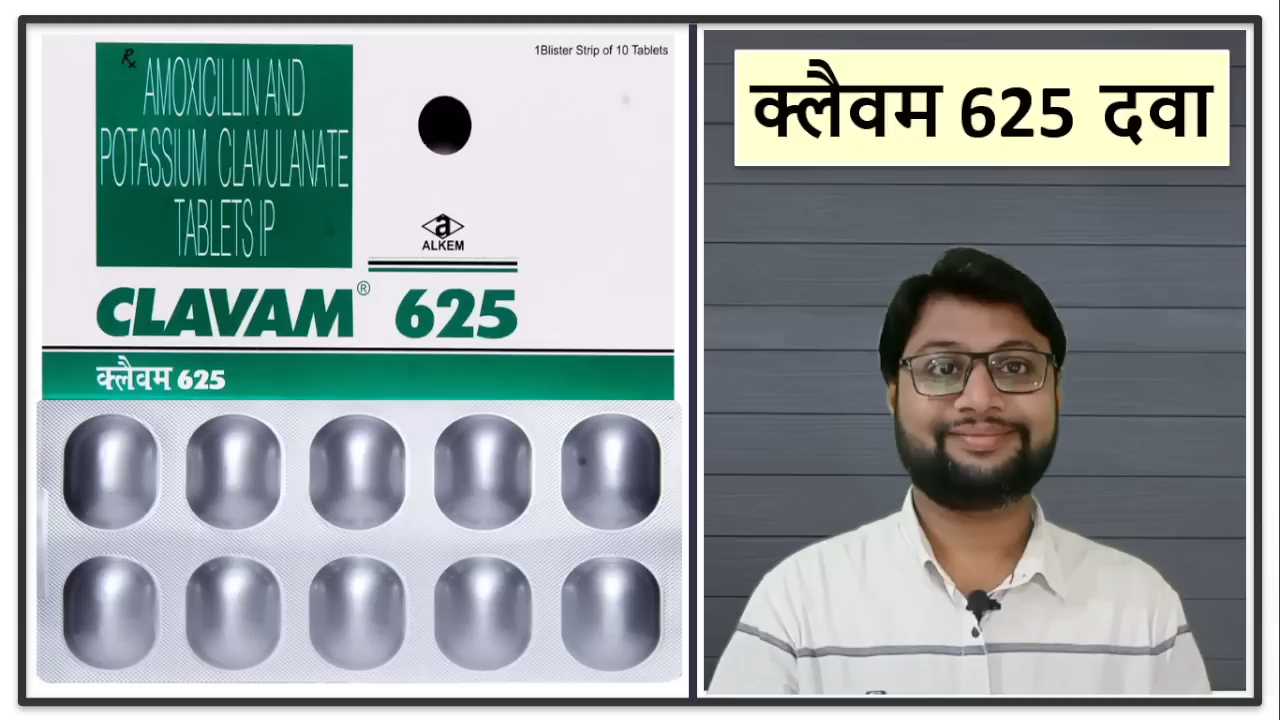 Rx
1Blister Strip of 10 Tablets
AMOXICILLIN AND
POTASSIUM CLAVULANATE
TABLETS IP
a
ALKEM
CLAVAM® 625
क्लैवम 625
क्लैवम 625 दवा